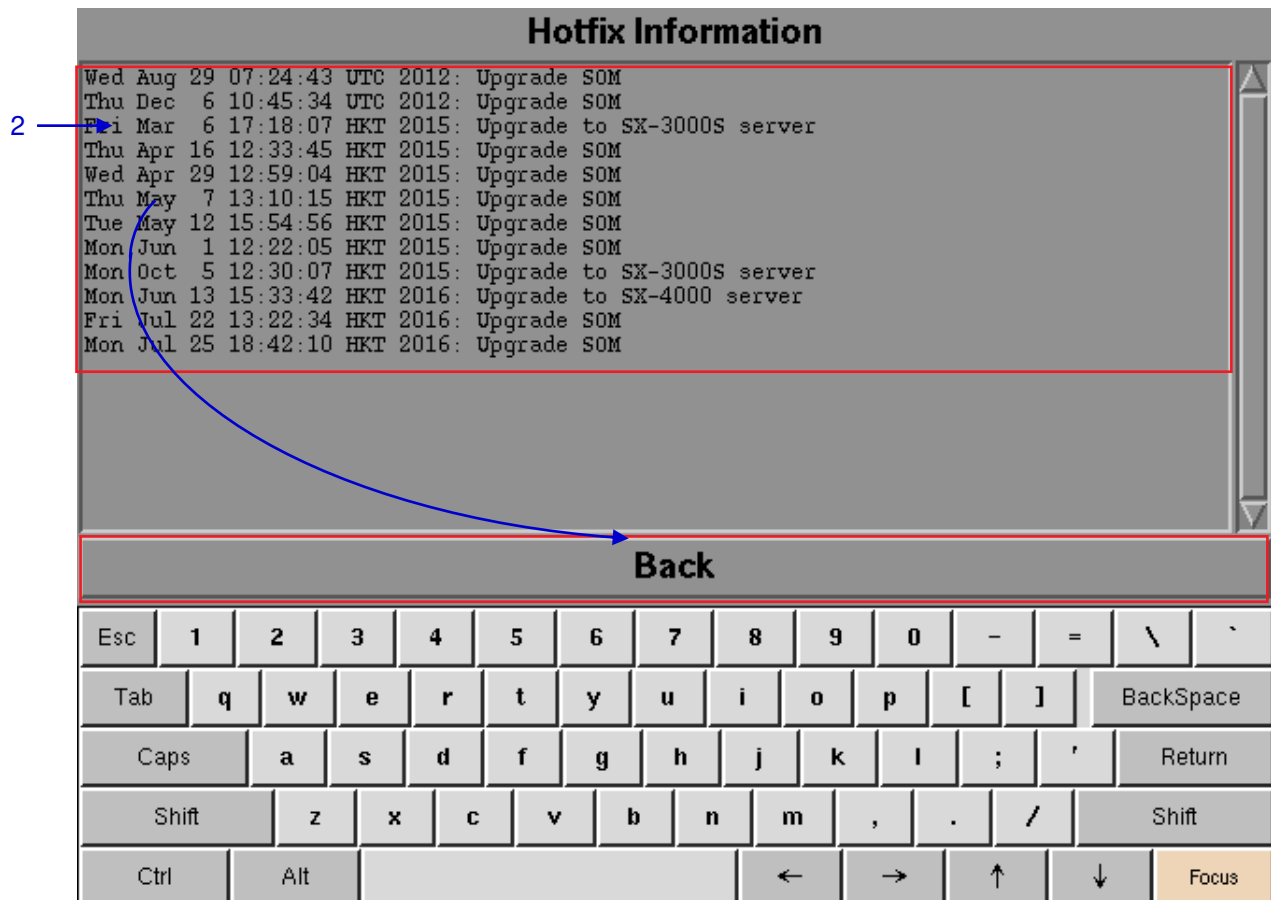 Hotfix Information
Wed Aug 29 07:24:43 UTC 2012: Upgrade SOM
Thu Dec  6 10:45:34 UTC 2012: Upgrade SOM
2
Fri Mar  6 17:18:07 HKT 2015: Upgrade to SX-3000S server
Thu Apr 16 12:33:45 HKT 2015: Upgrade SOM
Wed Apr 29 12:59:04 HKT 2015: Upgrade SOM
Thu May  7 13:10:15 HKT 2015: Upgrade SOM
Tue May 12 15:54:56 HKT 2015: Upgrade SOM
Mon Jun  1 12:22:05 HKT 2015: Upgrade SOM
Mon Oct  5 12:30:07 HKT 2015: Upgrade to SX-3000S server
Mon Jun 13 15:33:42 HKT 2016: Upgrade to SX-4000 server
Fri Jul 22 13:22:34 HKT 2016: Upgrade SOM
Mon Jul 25 18:42:10 HKT 2016: Upgrade SOM
Back
Esc 1 2 3 4 5 6 7 8 9 0 - = \ `
Tab q w e r t y u i o p [ ] BackSpace
Caps a s d f g h j k l ; ' Return
Shift z x c v b n m , . / Shift
Ctrl Alt ← → ↑ ↓ Focus